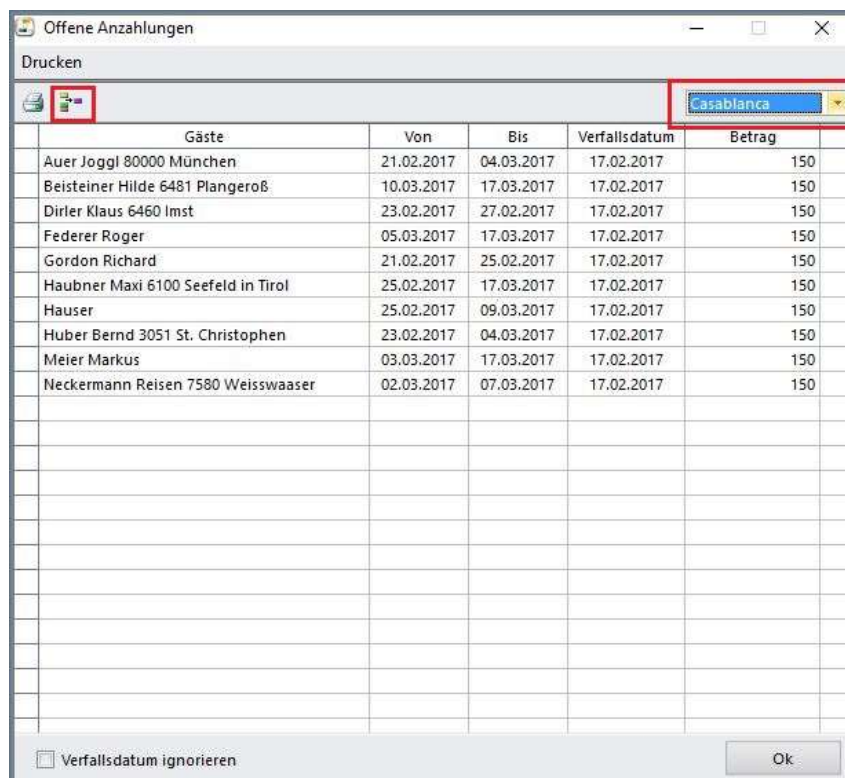 Offene Anzahlungen
Drucken
Casablanca
Gäste Von Bis Verfallsdatum Betrag
Auer Joggl 80000 München 21.02.2017 04.03.2017 17.02.2017 150
Beisteiner Hilde 6481 Plangeroß 10.03.2017 17.03.2017 17.02.2017 150
Dirler Klaus 6460 Imst 23.02.2017 27.02.2017 17.02.2017 150
Federer Roger 05.03.2017 17.03.2017 17.02.2017 150
Gordon Richard 21.02.2017 25.02.2017 17.02.2017 150
Haubner Maxi 6100 Seefeld in Tirol 25.02.2017 17.03.2017 17.02.2017 150
Hauser 25.02.2017 09.03.2017 17.02.2017 150
Huber Bernd 3051 St. Christophen 23.02.2017 04.03.2017 17.02.2017 150
Meier Markus 03.03.2017 17.03.2017 17.02.2017 150
Neckermann Reisen 7580 Weisswaaser 02.03.2017 07.03.2017 17.02.2017 150
Verfallsdatum ignorieren Ok